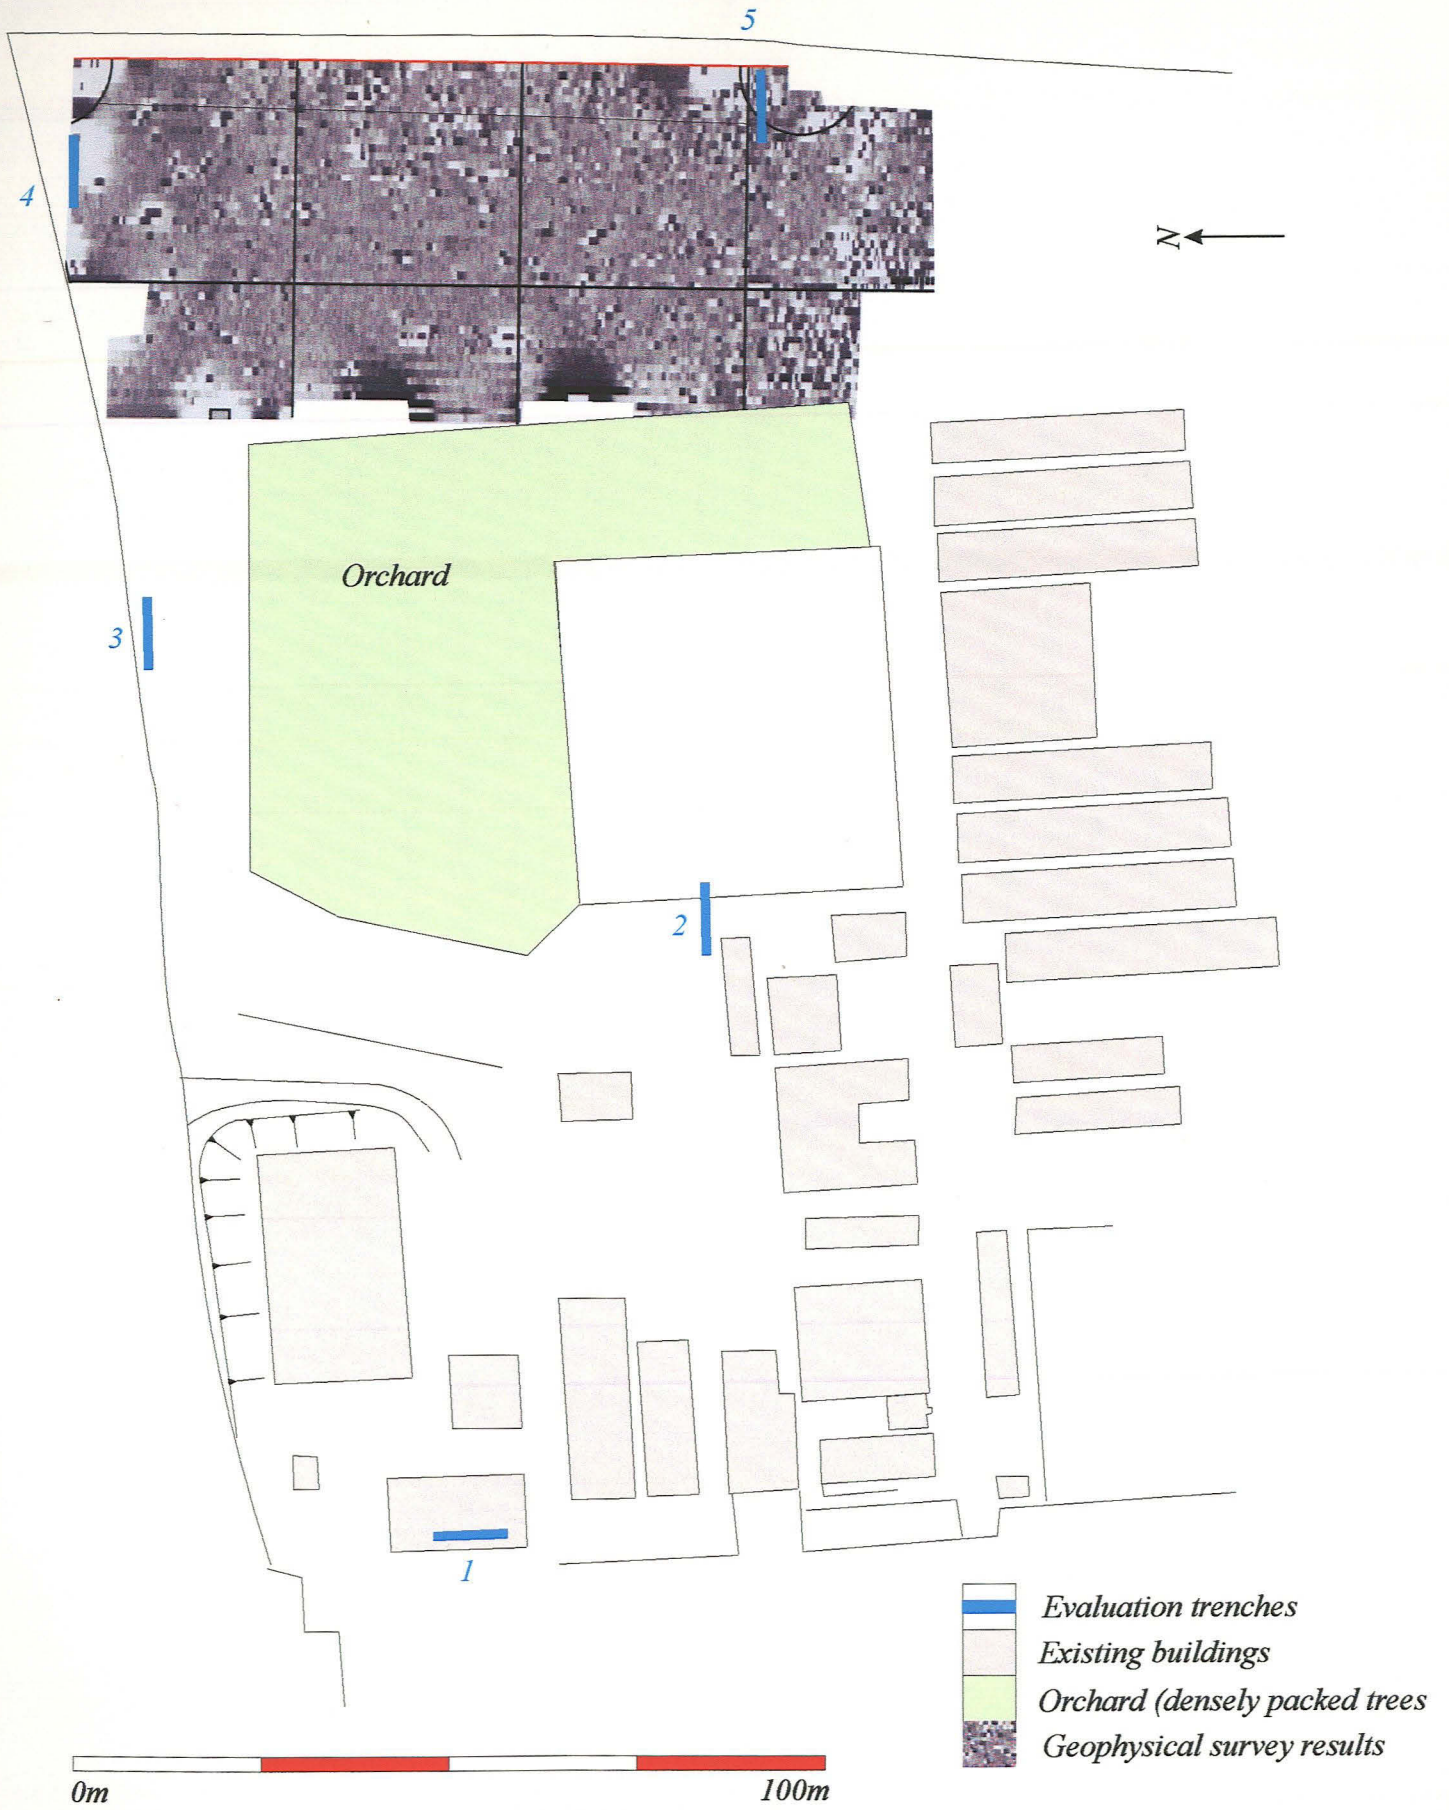 5
4
N
Orchard
3
2
1
Evaluation trenches
Existing buildings
Orchard (densely packed trees
Geophysical survey results
0m
100m